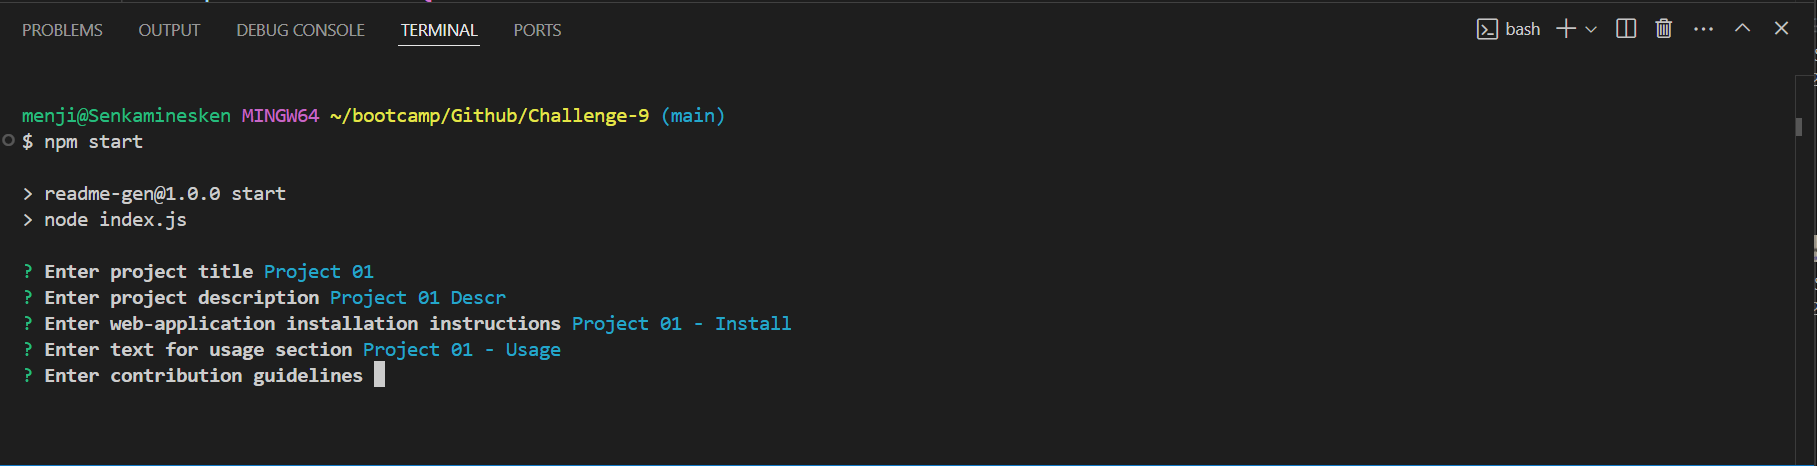 PROBLEMS OUTPUT DEBUG CONSOLE TERMINAL PORTS bash
menji@Senkaminesken MINGW64 ~/bootcamp/Github/Challenge-9 (main)
$ npm start
> readme-gen@1.0.0 start
> node index.js
? Enter project title Project 01
? Enter project description Project 01 Descr
? Enter web-application installation instructions Project 01 - Install
? Enter text for usage section Project 01 - Usage
? Enter contribution guidelines